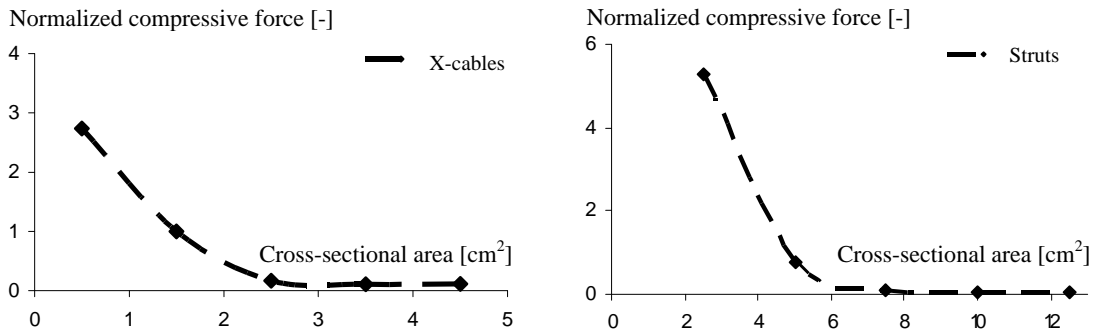 Normalized compressive force [-]
4
3
2
1
0
X-cables
Cross-sectional area [cm²]
0 1 2 3 4 5
Normalized compressive force [-]
6
4
2
0
Struts
Cross-sectional area [cm²]
0 2 4 6 8 10 12